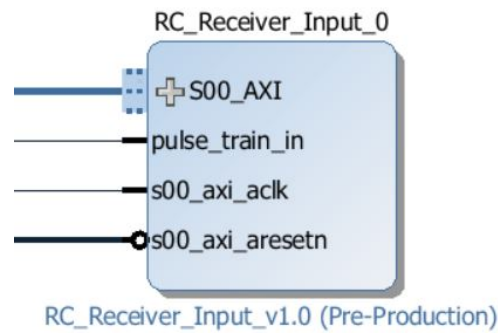 RC_Receiver_Input_0
S00_AXI
pulse_train_in
s00_axi_aclk
s00_axi_aresetn
RC_Receiver_Input_v1.0 (Pre-Production)